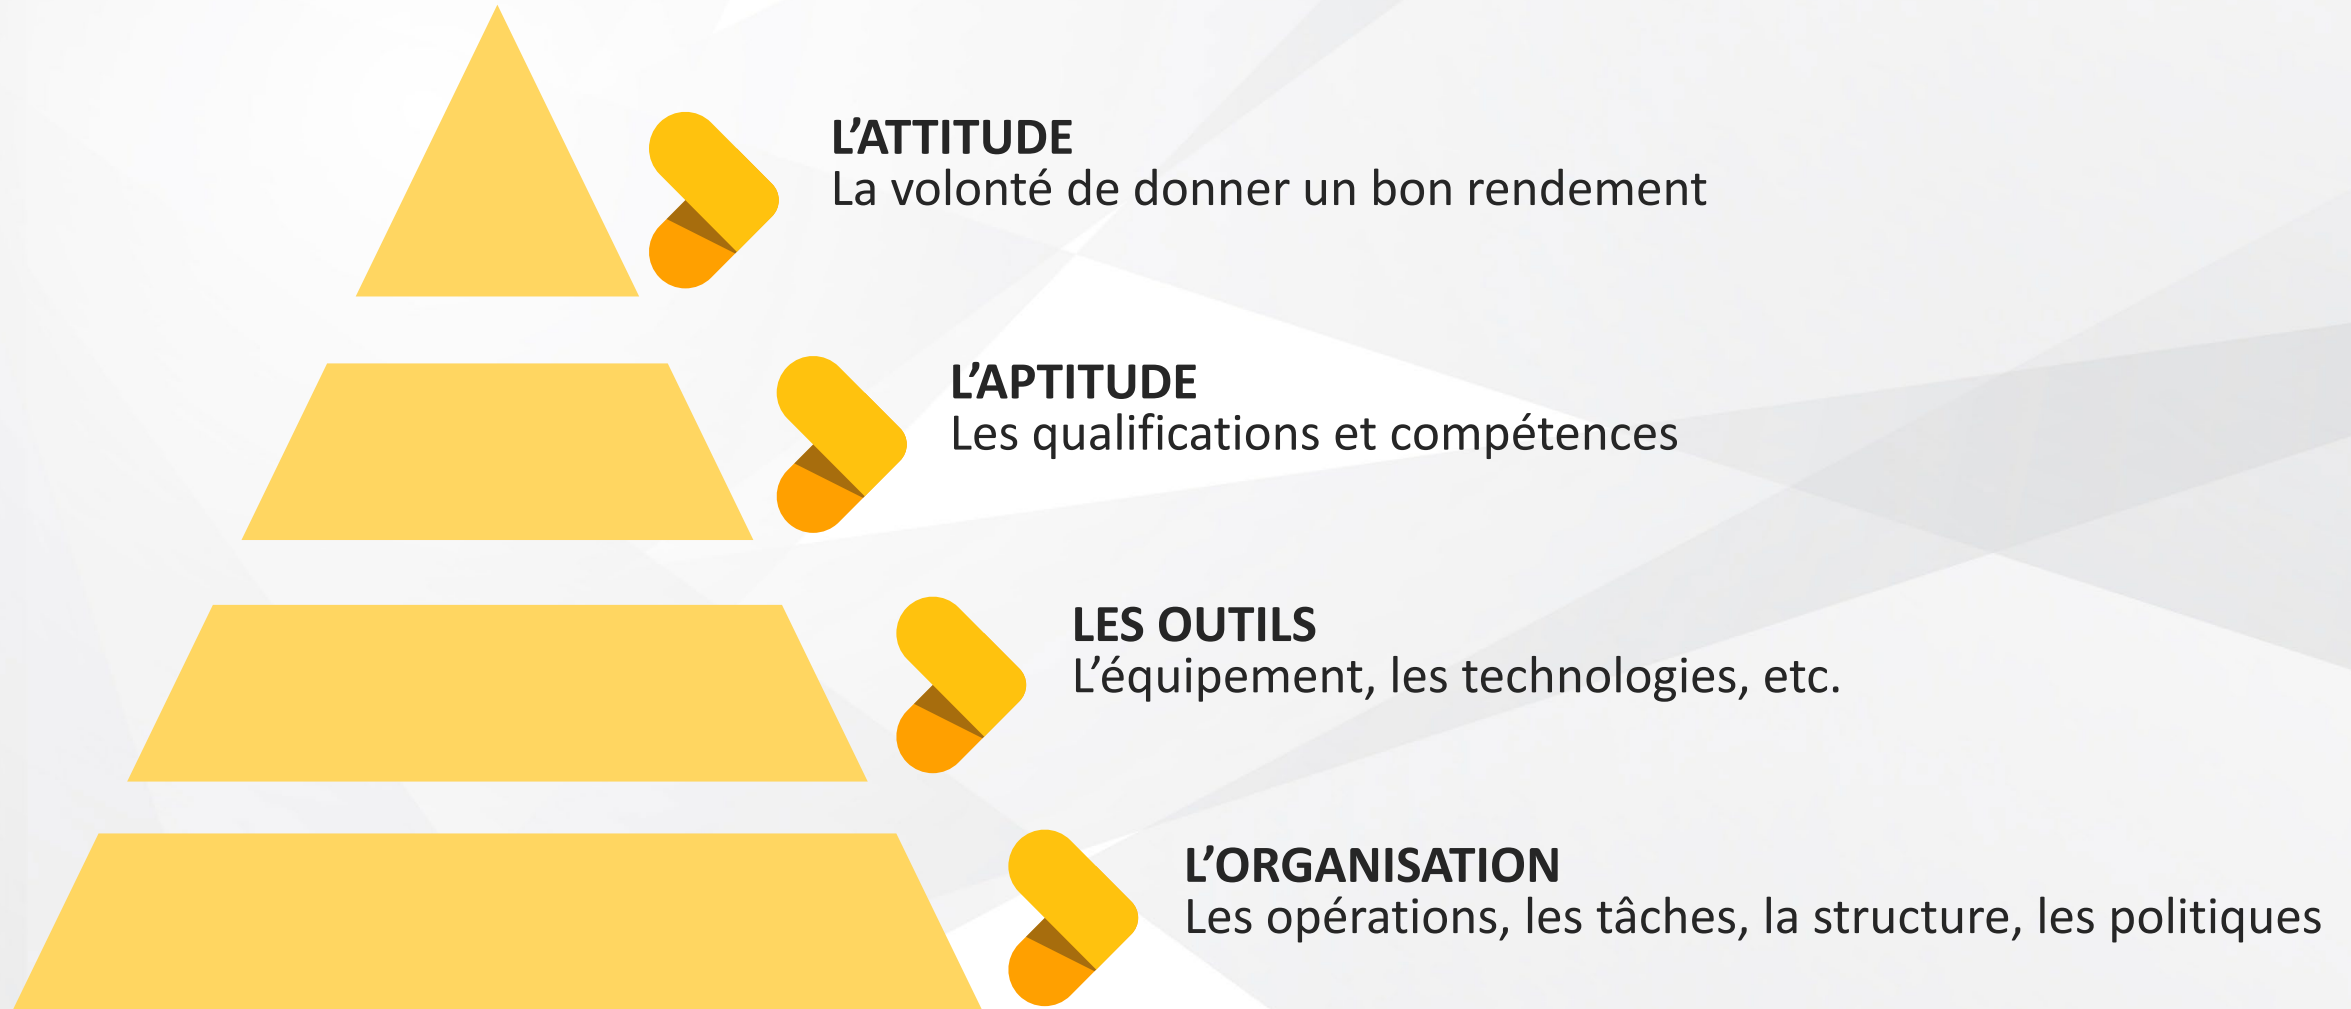 L’ATTITUDE
La volonté de donner un bon rendement
L’APTITUDE
Les qualifications et compétences
LES OUTILS
L’équipement, les technologies, etc.
L’ORGANISATION
Les opérations, les tâches, la structure, les politiques